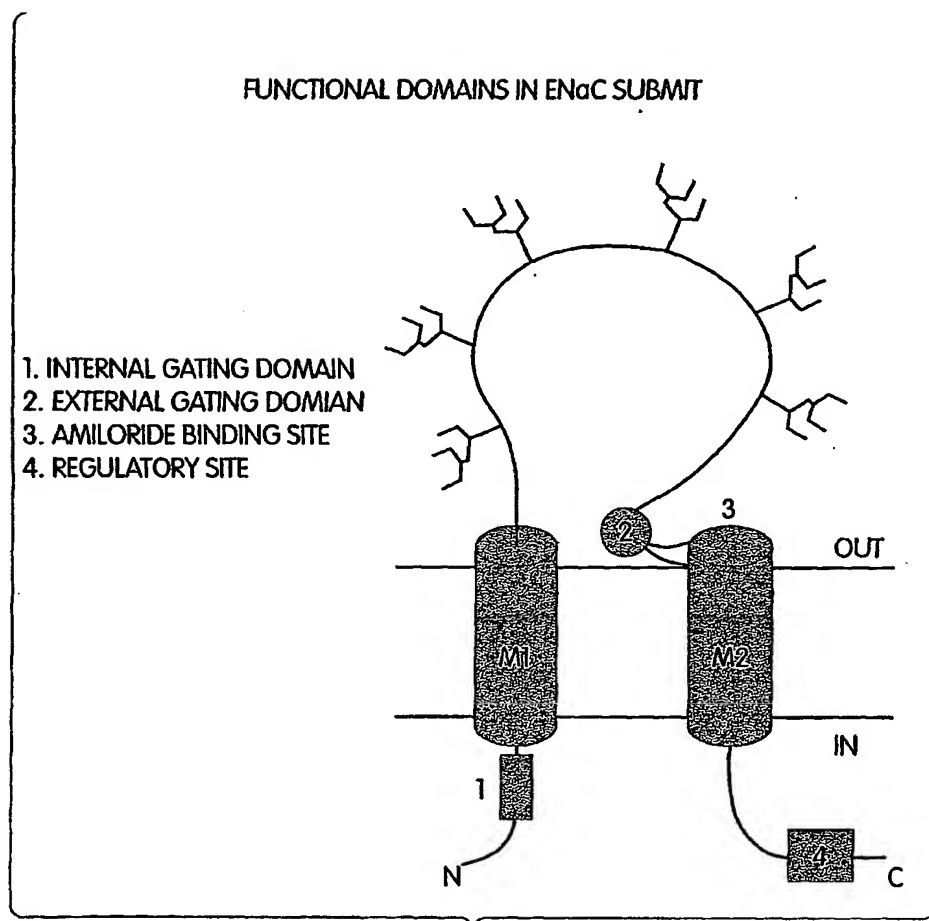 FUNCTIONAL DOMAINS IN ENaC SUBMIT
1. INTERNAL GATING DOMAIN
2. EXTERNAL GATING DOMIAN
3. AMILORIDE BINDING SITE
4. REGULATORY SITE
2
3
OUT
M1
M2
IN
1
4
N
C